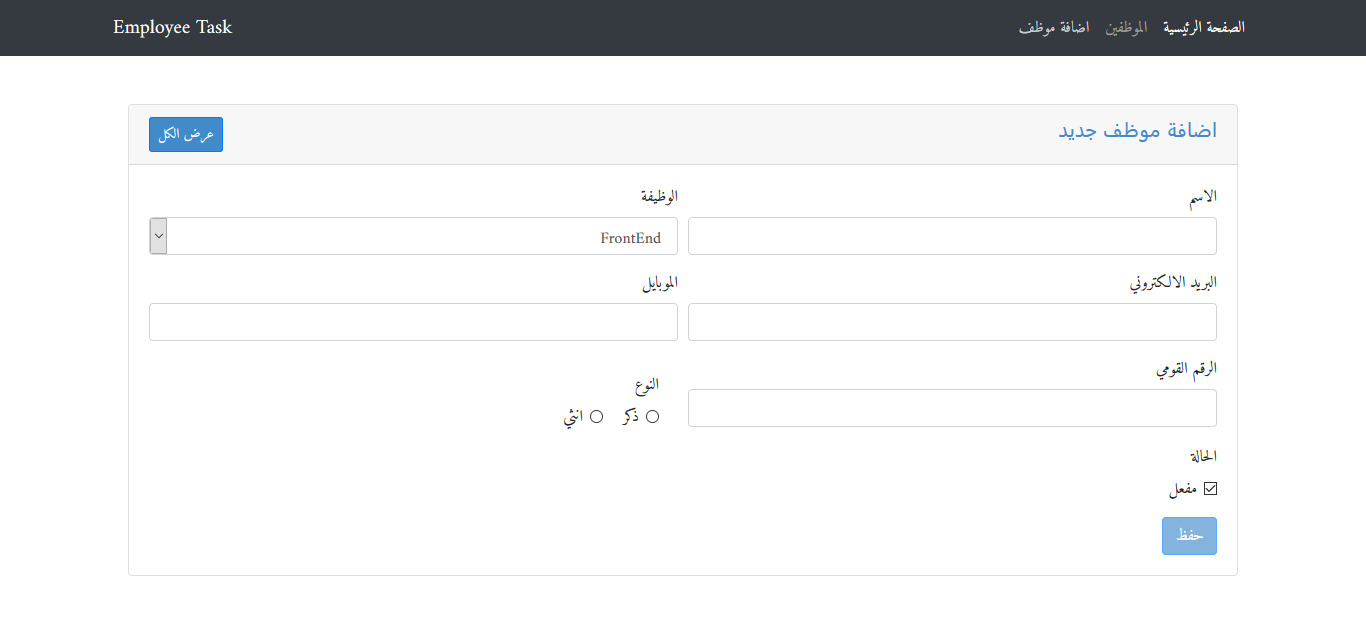 Employee Task
الصفحة الرئيسية الموظفين اضافة موظف
اضافة موظف جديد
عرض الكل
الاسم
الوظيفة
FrontEnd
البريد الالكتروني
الموبايل
الرقم القومي
النوع
ذكر انثي
الحالة
مفعل
حفظ